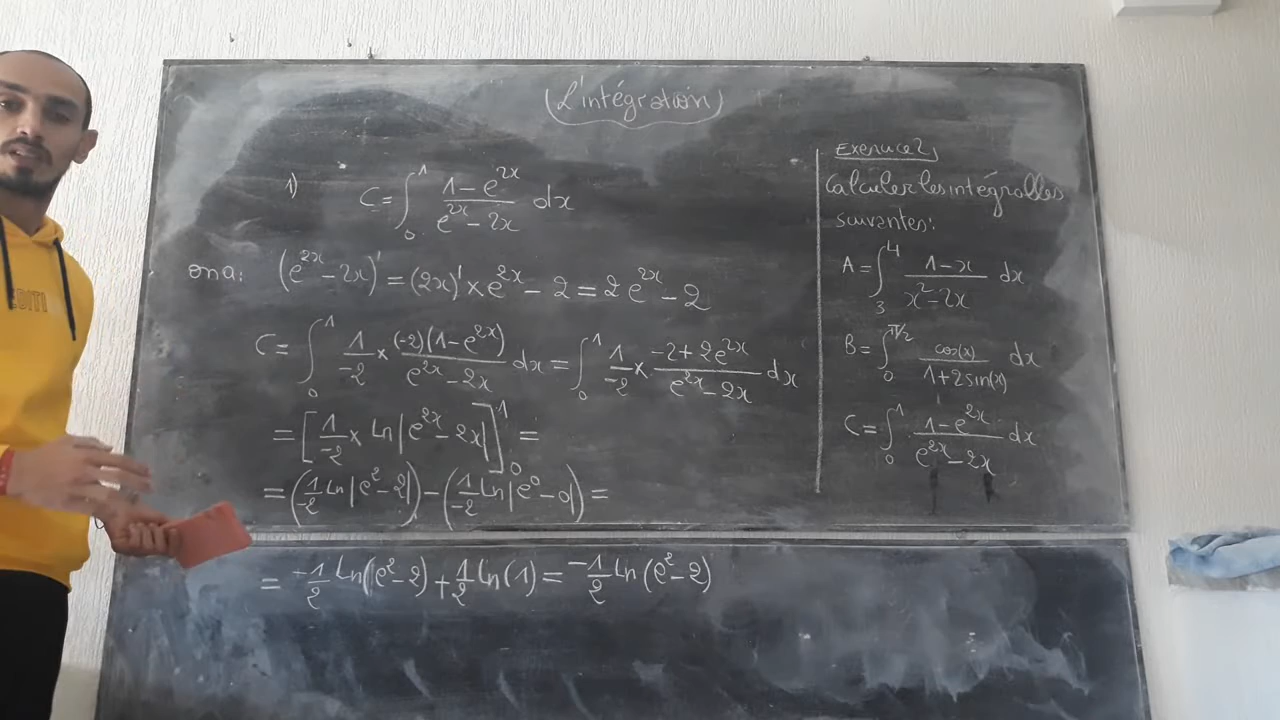 (L'intégration)
1) C = ∫₀¹ (1 - e^{2x})/(e^{2x} - 2x) dx
on a: (e^{2x} - 2x)' = (2x)' × e^{2x} - 2 = 2e^{2x} - 2
C = ∫₀¹ 1/-2 × (-2)(1 - e^{2x})/(e^{2x} - 2x) dx = ∫₀¹ 1/-2 × (-2 + 2e^{2x})/(e^{2x} - 2x) dx
= [1/-2 × ln|e^{2x} - 2x|]₀¹ =
= (1/-2 ln|e² - 2|) - (1/-2 ln|e⁰ - 0|) =
= -1/2 ln(e² - 2) + 1/2 ln(1) = -1/2 ln(e² - 2)
Exercice 2,
Calculer les intégralles
suivantes:
A = ∫₃⁴ (1 - x)/(x² - 2x) dx
B = ∫₀^{π/2} cos(x)/(1 + 2sin(x)) dx
C = ∫₀¹ (1 - e^{2x})/(e^{2x} - 2x) dx